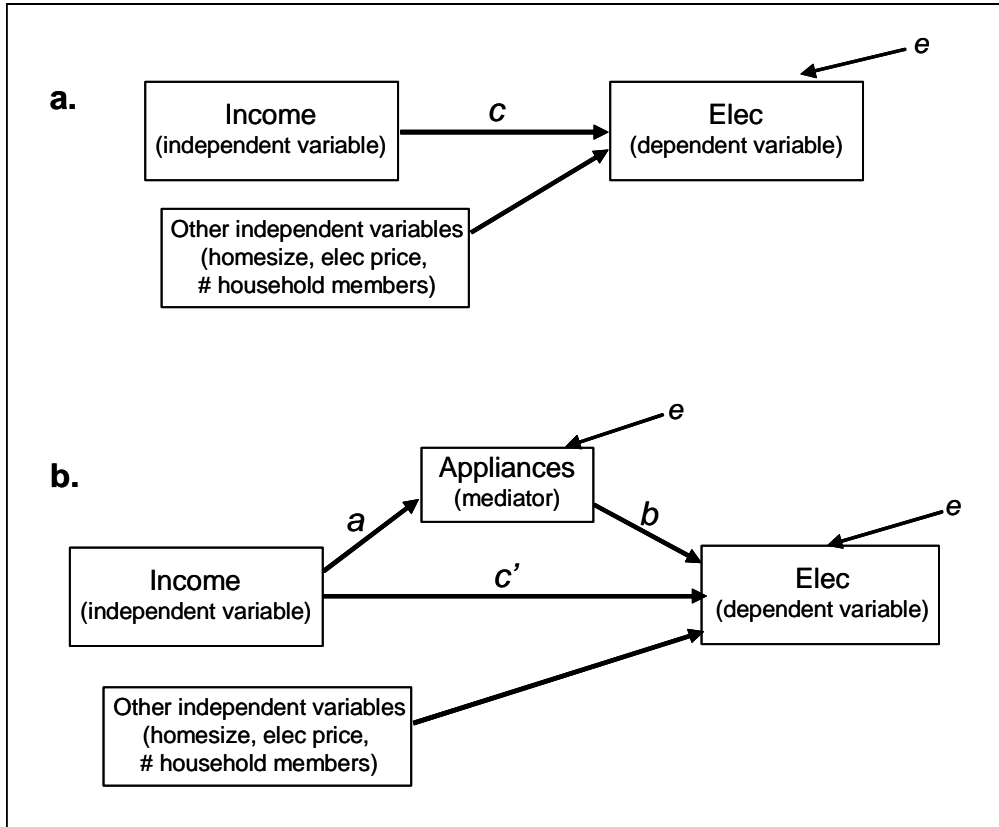 a.
Income
(independent variable)
c
Elec
(dependent variable)
e
Other independent variables
(homesize, elec price,
# household members)
b.
Appliances
(mediator)
e
a
b
Income
(independent variable)
c’
Elec
(dependent variable)
e
Other independent variables
(homesize, elec price,
# household members)